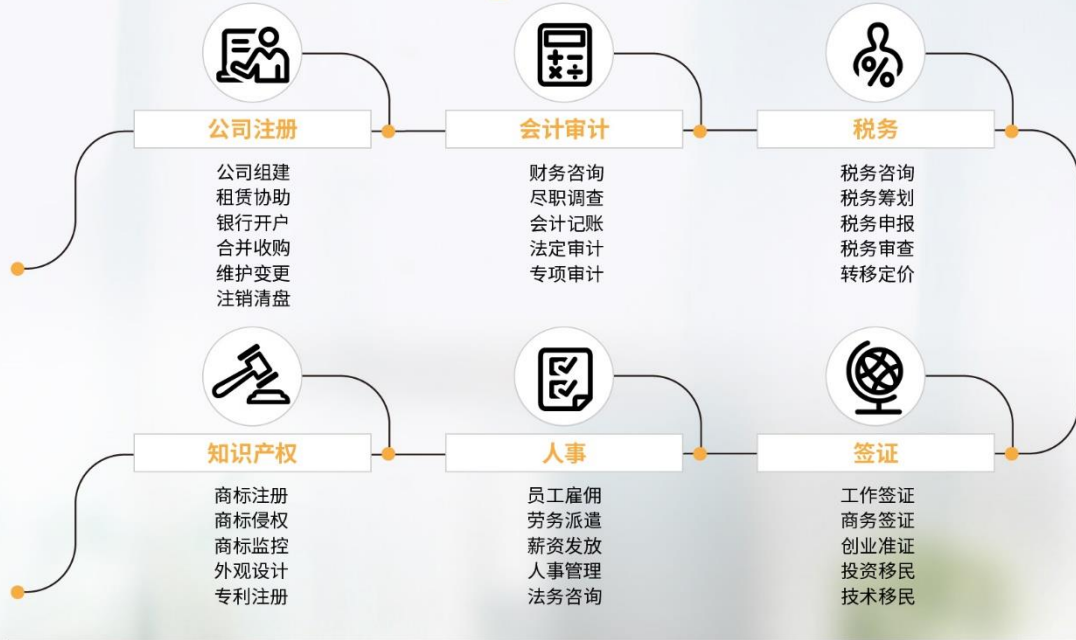 公司注册
公司组建
租赁协助
银行开户
合并收购
维护变更
注销清盘
会计审计
财务咨询
尽职调查
会计记账
法定审计
专项审计
税务
税务咨询
税务筹划
税务申报
税务审查
转移定价
知识产权
商标注册
商标侵权
商标监控
外观设计
专利注册
人事
员工雇佣
劳务派遣
薪资发放
人事管理
法务咨询
签证
工作签证
商务签证
创业准证
投资移民
技术移民